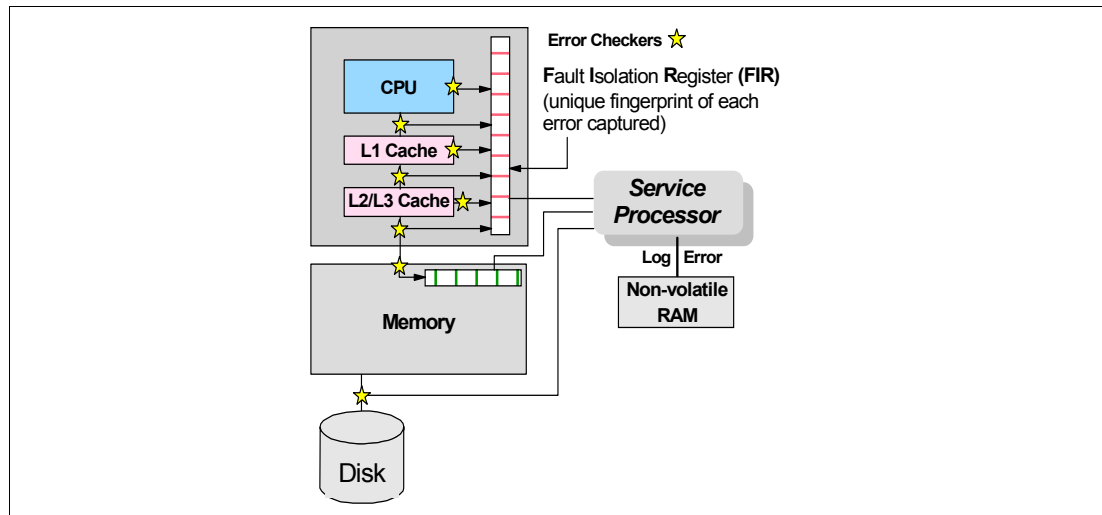 Error Checkers
Fault Isolation Register (FIR)
(unique fingerprint of each
error captured)
CPU
L1 Cache
L2/L3 Cache
Service
Processor
Log Error
Non-volatile
RAM
Memory
Disk